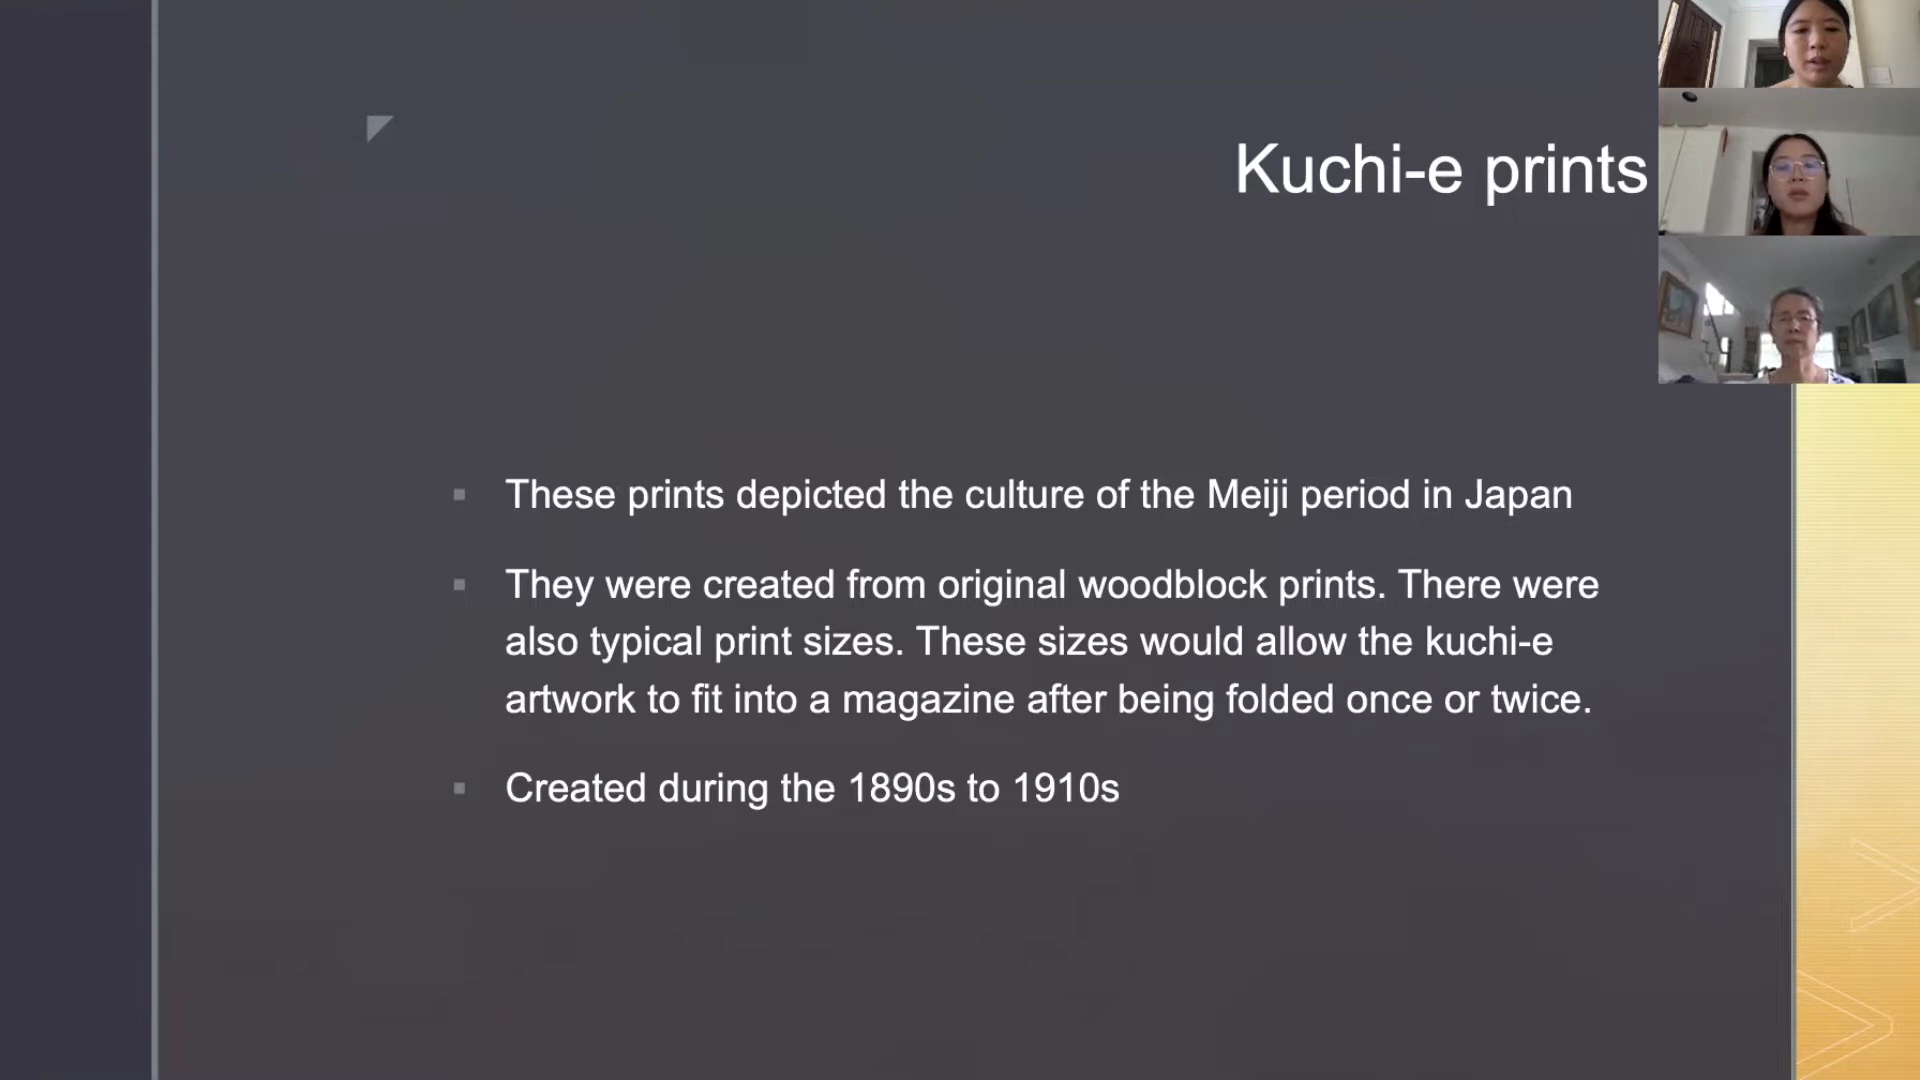 Kuchi-e prints
These prints depicted the culture of the Meiji period in Japan
They were created from original woodblock prints. There were
also typical print sizes. These sizes would allow the kuchi-e
artwork to fit into a magazine after being folded once or twice.
Created during the 1890s to 1910s